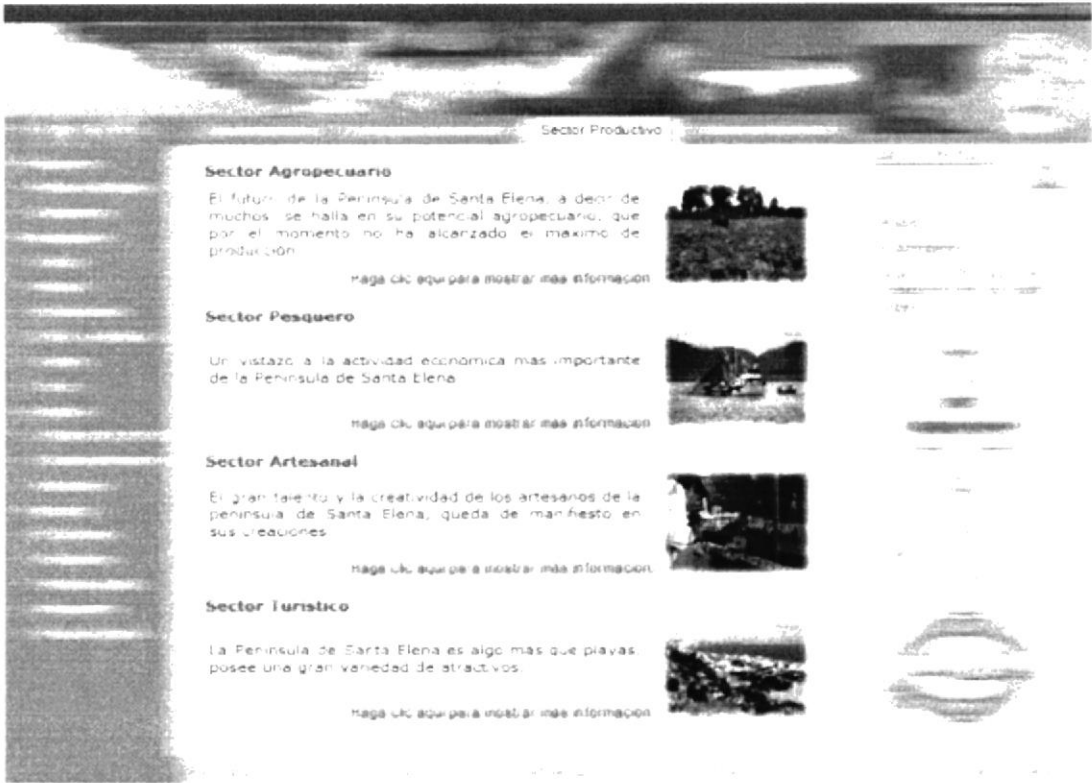 Sector Productivo
Sector Agropecuario
El futuro de la Península de Santa Elena, a decir de
muchos, se halla en su potencial agropecuario, que
por el momento no ha alcanzado el máximo de
producción
Haga clic aquí para mostrar más información
Sector Pesquero
Un vistazo a la actividad económica más importante
de la Península de Santa Elena
Haga clic aquí para mostrar más información
Sector Artesanal
El gran talento y la creatividad de los artesanos de la
península de Santa Elena, queda de manifiesto en
sus creaciones
Haga clic aquí para mostrar más información
Sector Turístico
La Península de Santa Elena es algo más que playas,
posee una gran variedad de atractivos
Haga clic aquí para mostrar más información